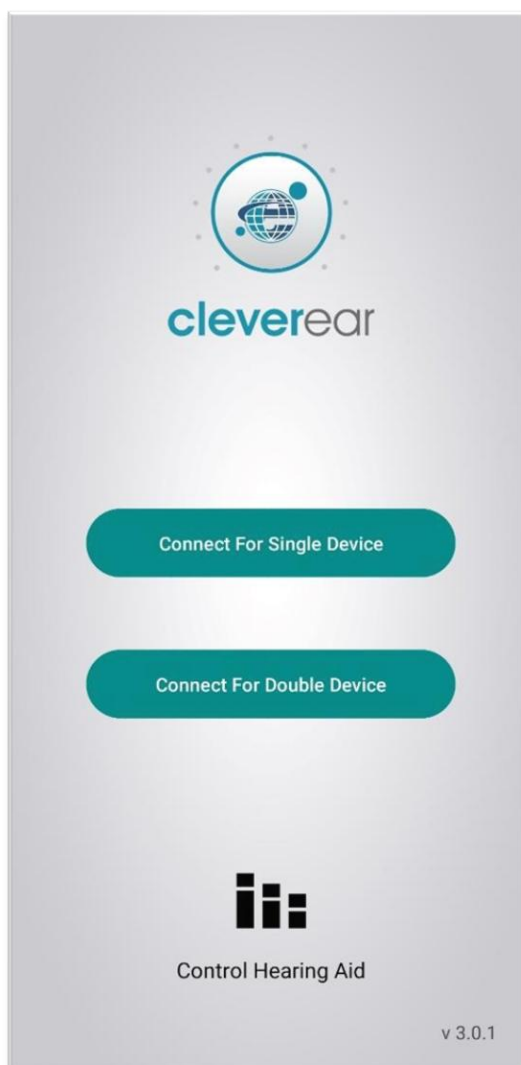 cleverear
Connect For Single Device
Connect For Double Device
Control Hearing Aid
v 3.0.1